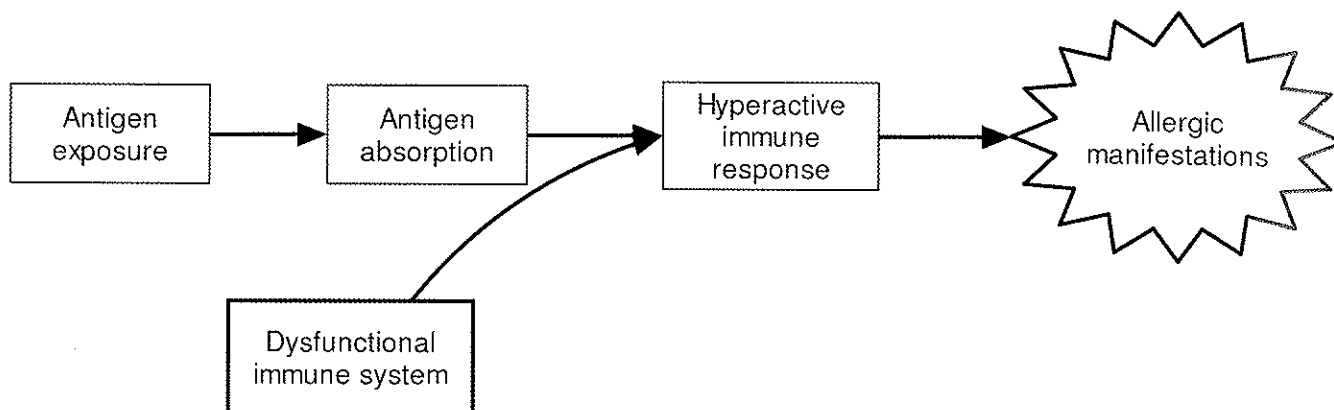 Antigen
exposure
Antigen
absorption
Hyperactive
immune
response
Allergic
manifestations
Dysfunctional
immune system